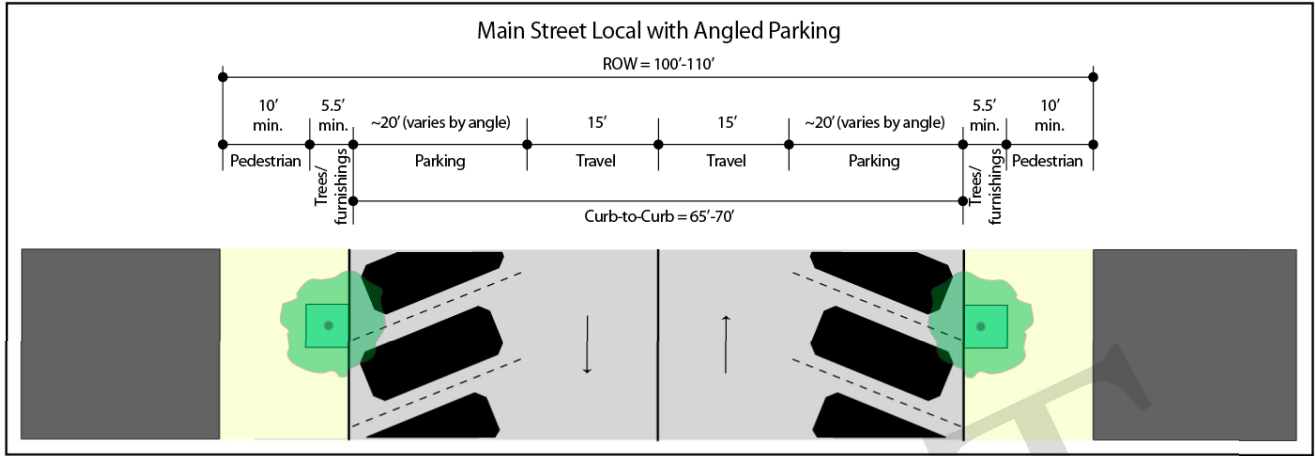 Main Street Local with Angled Parking
ROW = 100'-110'
10' min.
5.5' min.
~20' (varies by angle)
15'
15'
~20' (varies by angle)
5.5' min.
10' min.
Pedestrian
Trees/ furnishings
Parking
Travel
Travel
Parking
Trees/ furnishings
Pedestrian
Curb-to-Curb = 65'-70'
T